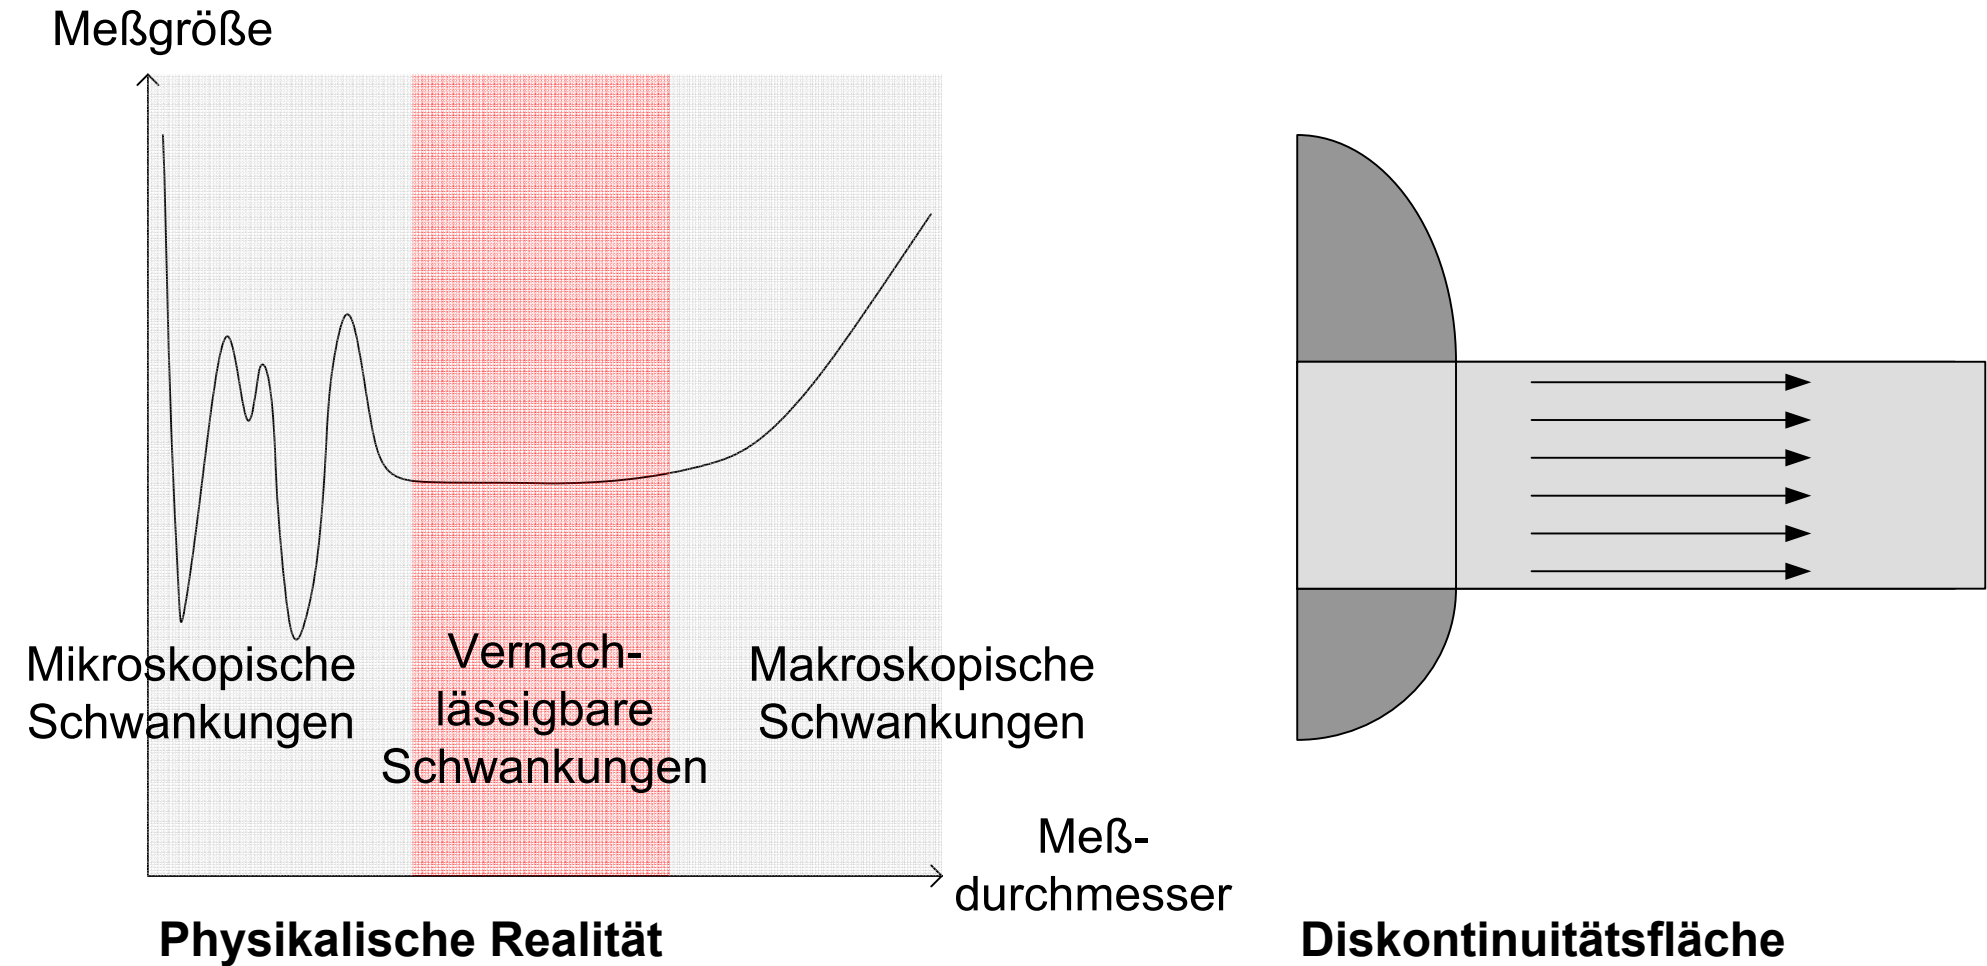 Meßgröße
Mikroskopische
Schwankungen
Vernach-
lässigbare
Schwankungen
Makroskopische
Schwankungen
Meß-
durchmesser
Physikalische Realität
Diskontinuitätsfläche